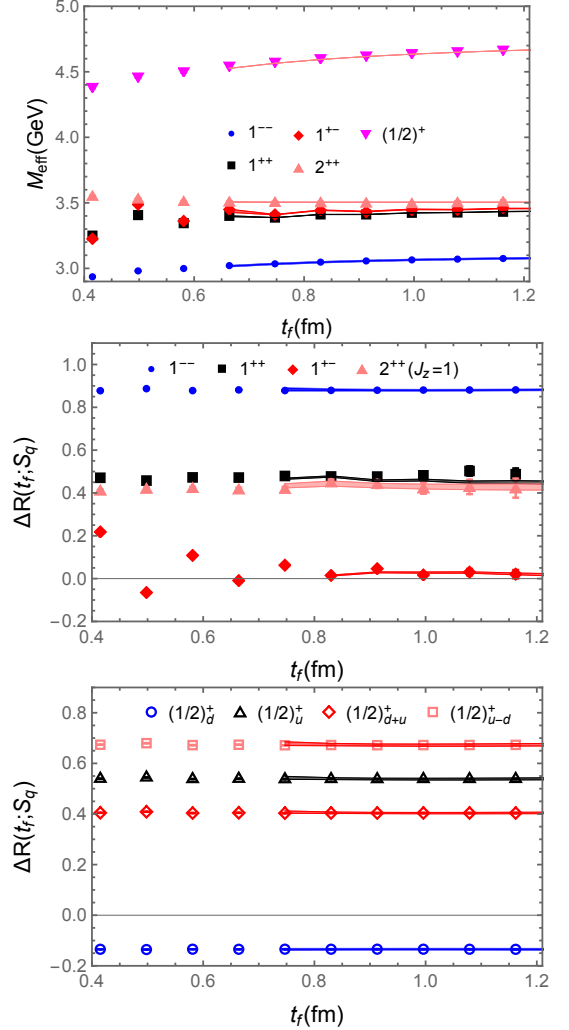 5.0
4.5
4.0
3.5
3.0
M_eff(GeV)
1⁻⁻ 1⁺⁻ (1/2)⁺
1⁺⁺ 2⁺⁺
0.4 0.6 0.8 1.0 1.2
t_f(fm)
1.0
0.8
0.6
0.4
0.2
0.0
−0.2
ΔR(t_f;S_q)
1⁻⁻ 1⁺⁺ 1⁺⁻ 2⁺⁺(J_z=1)
0.4 0.6 0.8 1.0 1.2
t_f(fm)
0.8
0.6
0.4
0.2
0.0
−0.2
ΔR(t_f;S_q)
(1/2)⁺_d (1/2)⁺_u (1/2)⁺_{d+u} (1/2)⁺_{u−d}
0.4 0.6 0.8 1.0 1.2
t_f(fm)